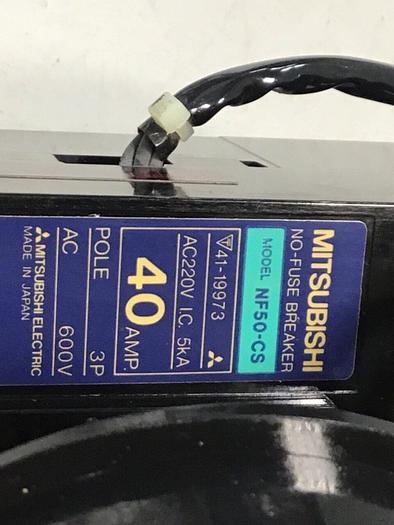 MITSUBISHI
NO-FUSE BREAKER
MODEL NF50-CS
41-19973
AC220V I.C. 5kA
40 AMP.
POLE 3P
AC 600V
MITSUBISHI ELECTRIC
MADE IN JAPAN